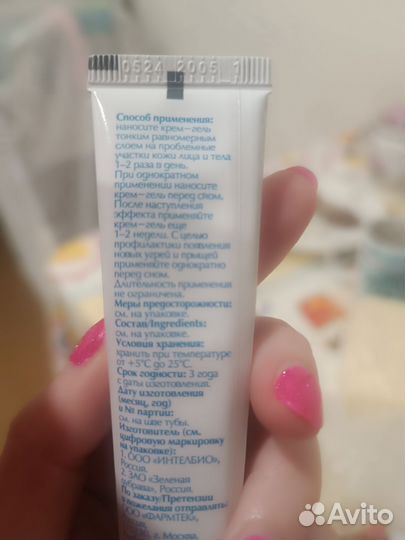 0524 2005 1
Способ применения:
наносите крем-гель
тонким равномерным
слоем на проблемные
участки кожи лица и тела
1-2 раза в день.
При однократном
применении наносите
крем-гель перед сном.
После наступления
эффекта применяйте
крем-гель еще
1-2 недели. С целью
профилактики появления
новых угрей и прыщей
применяйте однократно
перед сном.
Длительность применения
не ограничена.
Меры предосторожности:
см. на упаковке.
Состав/Ingredients:
см. на упаковке.
Условия хранения:
хранить при температуре
от +5°С до 25°С.
Срок годности: 3 года
с даты изготовления.
Дату изготовления
(месяц, год)
и № партии:
см. на шве тубы.
Изготовитель (см.
цифровую маркировку
на упаковке):
1. ООО «ИНТЕЛБИО»,
Россия.
2. ЗАО «Зеленая
дубрава», Россия.
По заказу/Претензии
и пожелания отправлять:
ООО «ФАРМТЕК»,
г. Москва,
Avito